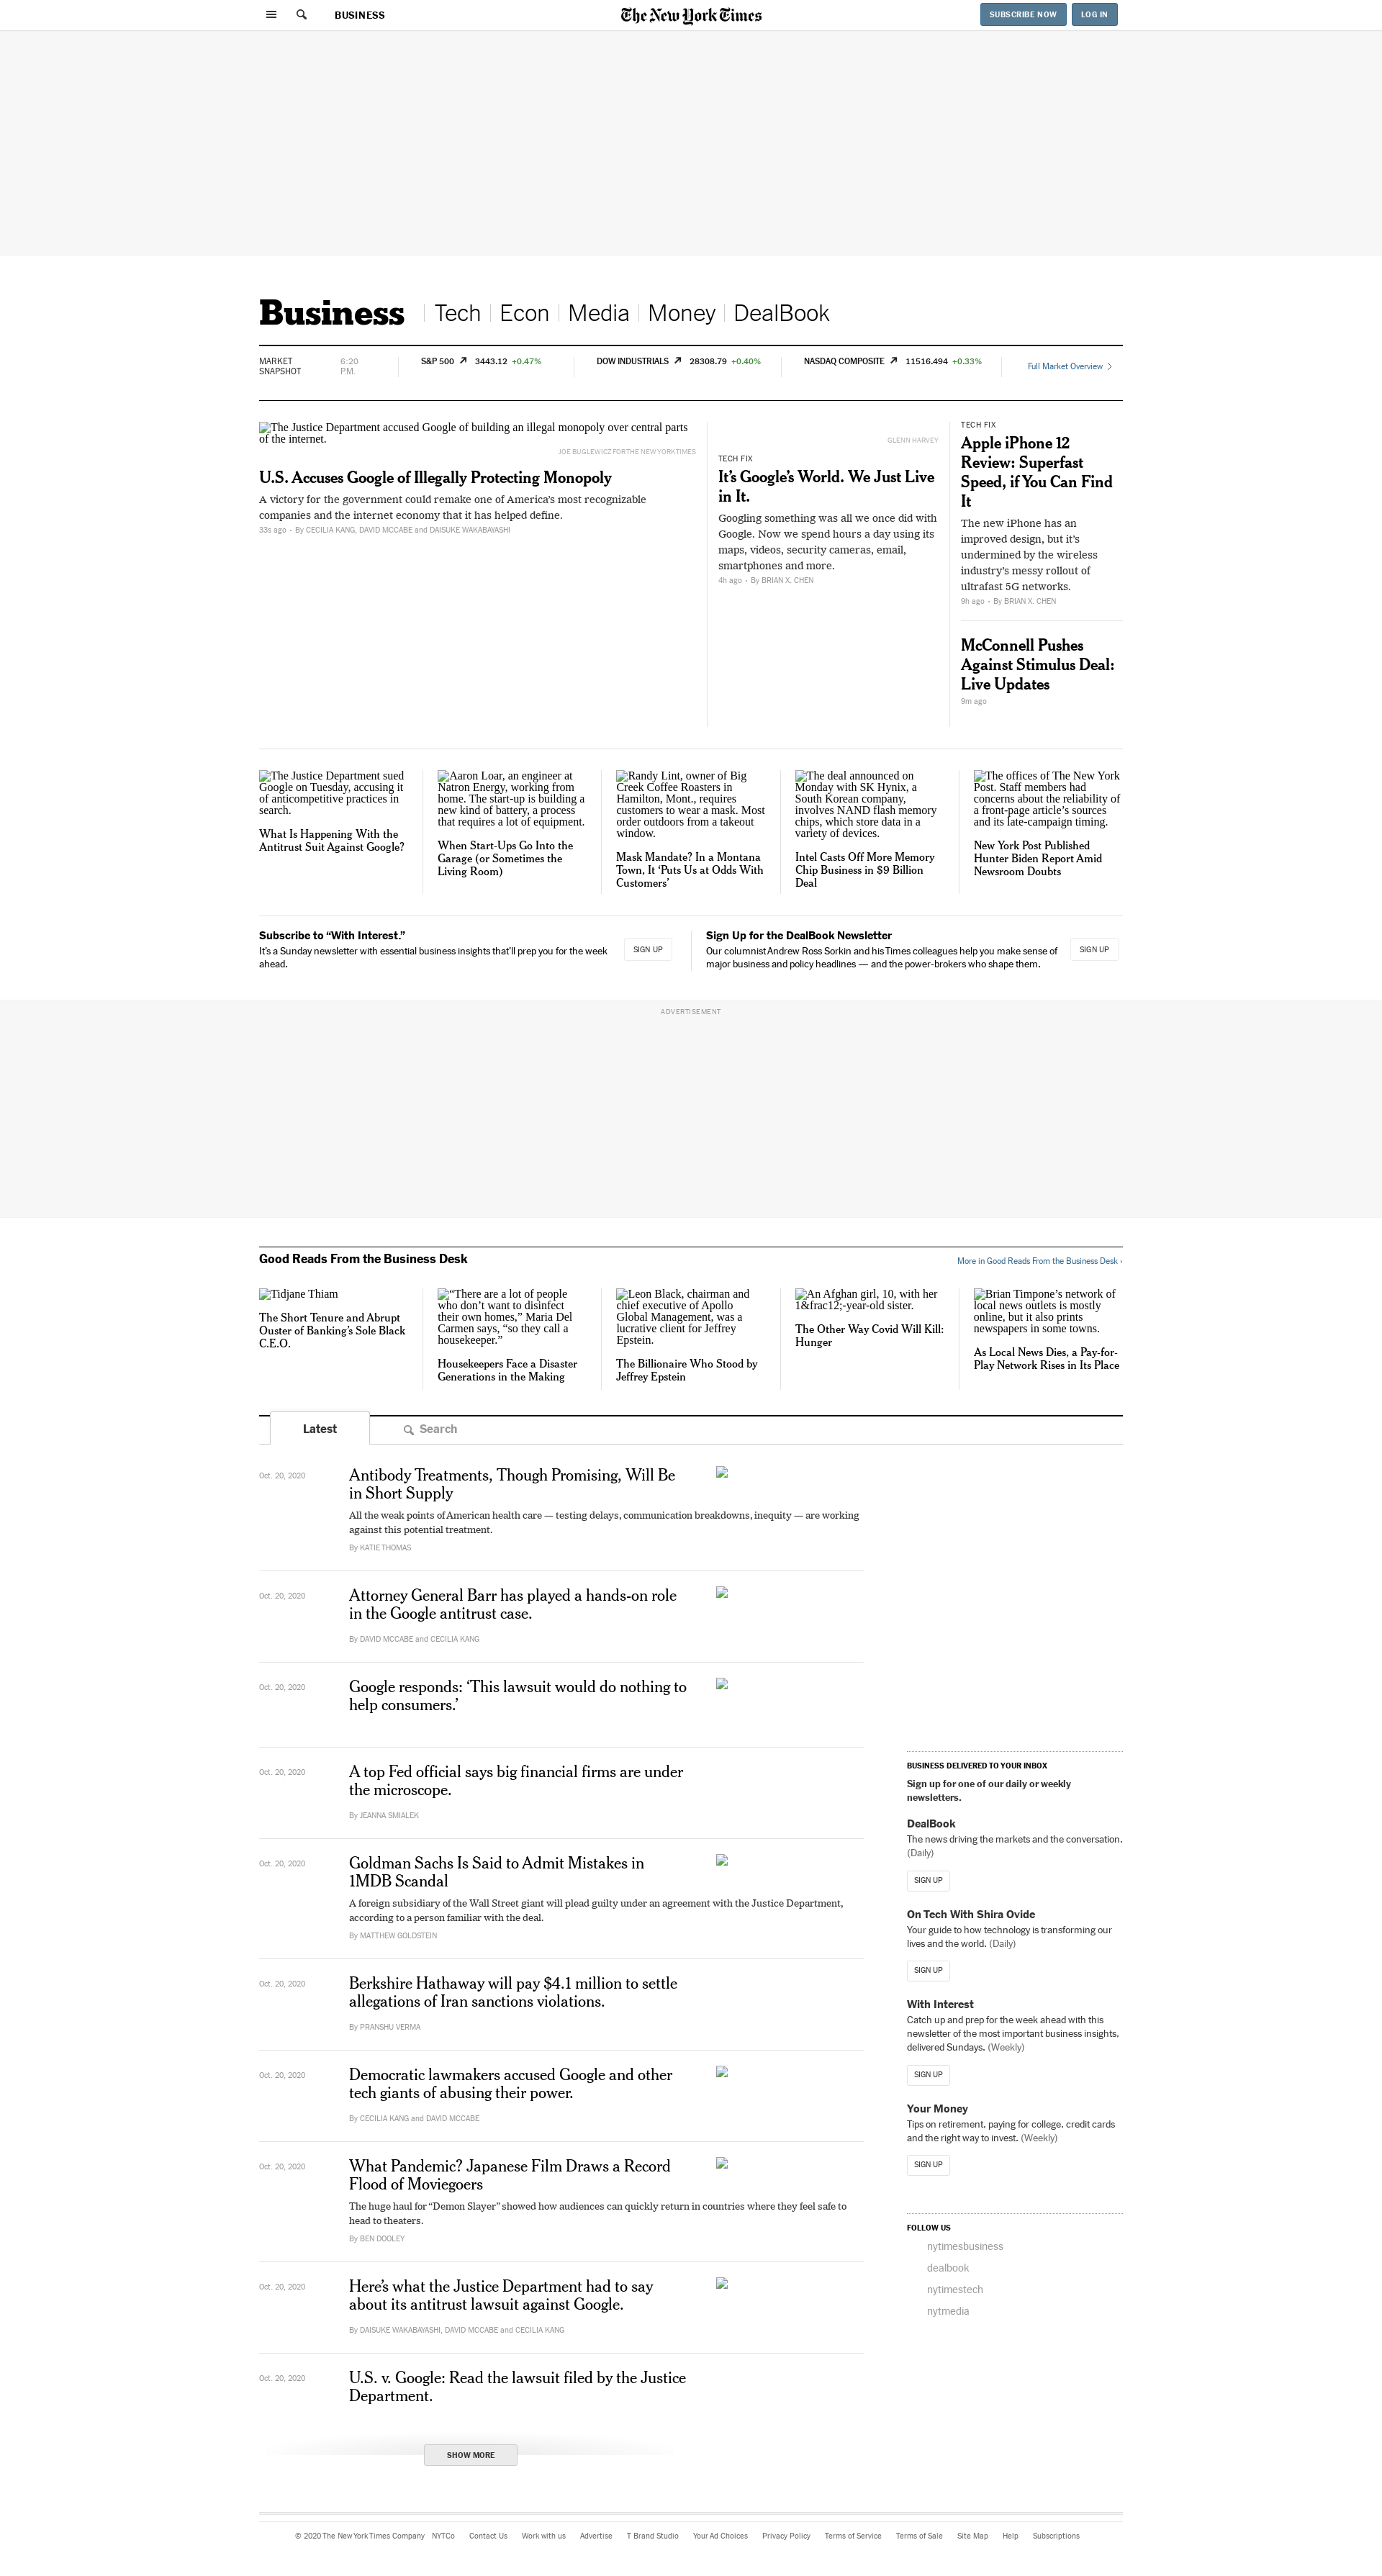 BUSINESS
The New York Times
SUBSCRIBE NOW
LOG IN
Business
Tech
Econ
Media
Money
DealBook
MARKET
SNAPSHOT
6:20
P.M.
S&P 500 3443.12 +0.47%
DOW INDUSTRIALS 28308.79 +0.40%
NASDAQ COMPOSITE 11516.494 +0.33%
Full Market Overview
The Justice Department accused Google of building an illegal monopoly over central parts
of the internet.
JOE BUGLEWICZ FOR THE NEW YORK TIMES
U.S. Accuses Google of Illegally Protecting Monopoly
A victory for the government could remake one of America’s most recognizable
companies and the internet economy that it has helped define.
33s ago • By CECILIA KANG, DAVID MCCABE and DAISUKE WAKABAYASHI
GLENN HARVEY
TECH FIX
It’s Google’s World. We Just Live
in It.
Googling something was all we once did with
Google. Now we spend hours a day using its
maps, videos, security cameras, email,
smartphones and more.
4h ago • By BRIAN X. CHEN
TECH FIX
Apple iPhone 12
Review: Superfast
Speed, if You Can Find
It
The new iPhone has an
improved design, but it’s
undermined by the wireless
industry’s messy rollout of
ultrafast 5G networks.
9h ago • By BRIAN X. CHEN
McConnell Pushes
Against Stimulus Deal:
Live Updates
9m ago
The Justice Department sued
Google on Tuesday, accusing it
of anticompetitive practices in
search.
What Is Happening With the
Antitrust Suit Against Google?
Aaron Loar, an engineer at
Natron Energy, working from
home. The start-up is building a
new kind of battery, a process
that requires a lot of equipment.
When Start-Ups Go Into the
Garage (or Sometimes the
Living Room)
Randy Lint, owner of Big
Creek Coffee Roasters in
Hamilton, Mont., requires
customers to wear a mask. Most
order outdoors from a takeout
window.
Mask Mandate? In a Montana
Town, It ‘Puts Us at Odds With
Customers’
The deal announced on
Monday with SK Hynix, a
South Korean company,
involves NAND flash memory
chips, which store data in a
variety of devices.
Intel Casts Off More Memory
Chip Business in $9 Billion
Deal
The offices of The New York
Post. Staff members had
concerns about the reliability of
a front-page article’s sources
and its late-campaign timing.
New York Post Published
Hunter Biden Report Amid
Newsroom Doubts
Subscribe to “With Interest.”
It’s a Sunday newsletter with essential business insights that’ll prep you for the week
ahead.
SIGN UP
Sign Up for the DealBook Newsletter
Our columnist Andrew Ross Sorkin and his Times colleagues help you make sense of
major business and policy headlines — and the power-brokers who shape them.
SIGN UP
ADVERTISEMENT
Good Reads From the Business Desk
More in Good Reads From the Business Desk ›
Tidjane Thiam
The Short Tenure and Abrupt
Ouster of Banking’s Sole Black
C.E.O.
“There are a lot of people
who don’t want to disinfect
their own homes,” Maria Del
Carmen says, “so they call a
housekeeper.”
Housekeepers Face a Disaster
Generations in the Making
Leon Black, chairman and
chief executive of Apollo
Global Management, was a
lucrative client for Jeffrey
Epstein.
The Billionaire Who Stood by
Jeffrey Epstein
An Afghan girl, 10, with her
1&frac12;-year-old sister.
The Other Way Covid Will Kill:
Hunger
Brian Timpone’s network of
local news outlets is mostly
online, but it also prints
newspapers in some towns.
As Local News Dies, a Pay-for-
Play Network Rises in Its Place
Latest
Search
Oct. 20, 2020
Antibody Treatments, Though Promising, Will Be
in Short Supply
All the weak points of American health care — testing delays, communication breakdowns, inequity — are working
against this potential treatment.
By KATIE THOMAS
Oct. 20, 2020
Attorney General Barr has played a hands-on role
in the Google antitrust case.
By DAVID MCCABE and CECILIA KANG
Oct. 20, 2020
Google responds: ‘This lawsuit would do nothing to
help consumers.’
Oct. 20, 2020
A top Fed official says big financial firms are under
the microscope.
By JEANNA SMIALEK
Oct. 20, 2020
Goldman Sachs Is Said to Admit Mistakes in
1MDB Scandal
A foreign subsidiary of the Wall Street giant will plead guilty under an agreement with the Justice Department,
according to a person familiar with the deal.
By MATTHEW GOLDSTEIN
Oct. 20, 2020
Berkshire Hathaway will pay $4.1 million to settle
allegations of Iran sanctions violations.
By PRANSHU VERMA
Oct. 20, 2020
Democratic lawmakers accused Google and other
tech giants of abusing their power.
By CECILIA KANG and DAVID MCCABE
Oct. 20, 2020
What Pandemic? Japanese Film Draws a Record
Flood of Moviegoers
The huge haul for “Demon Slayer” showed how audiences can quickly return in countries where they feel safe to
head to theaters.
By BEN DOOLEY
Oct. 20, 2020
Here’s what the Justice Department had to say
about its antitrust lawsuit against Google.
By DAISUKE WAKABAYASHI, DAVID MCCABE and CECILIA KANG
Oct. 20, 2020
U.S. v. Google: Read the lawsuit filed by the Justice
Department.
SHOW MORE
BUSINESS DELIVERED TO YOUR INBOX
Sign up for one of our daily or weekly
newsletters.
DealBook
The news driving the markets and the conversation.
(Daily)
SIGN UP
On Tech With Shira Ovide
Your guide to how technology is transforming our
lives and the world. (Daily)
SIGN UP
With Interest
Catch up and prep for the week ahead with this
newsletter of the most important business insights,
delivered Sundays. (Weekly)
SIGN UP
Your Money
Tips on retirement, paying for college, credit cards
and the right way to invest. (Weekly)
SIGN UP
FOLLOW US
nytimesbusiness
dealbook
nytimestech
nytmedia
© 2020 The New York Times Company NYTCo Contact Us Work with us Advertise T Brand Studio Your Ad Choices Privacy Policy Terms of Service Terms of Sale Site Map Help Subscriptions